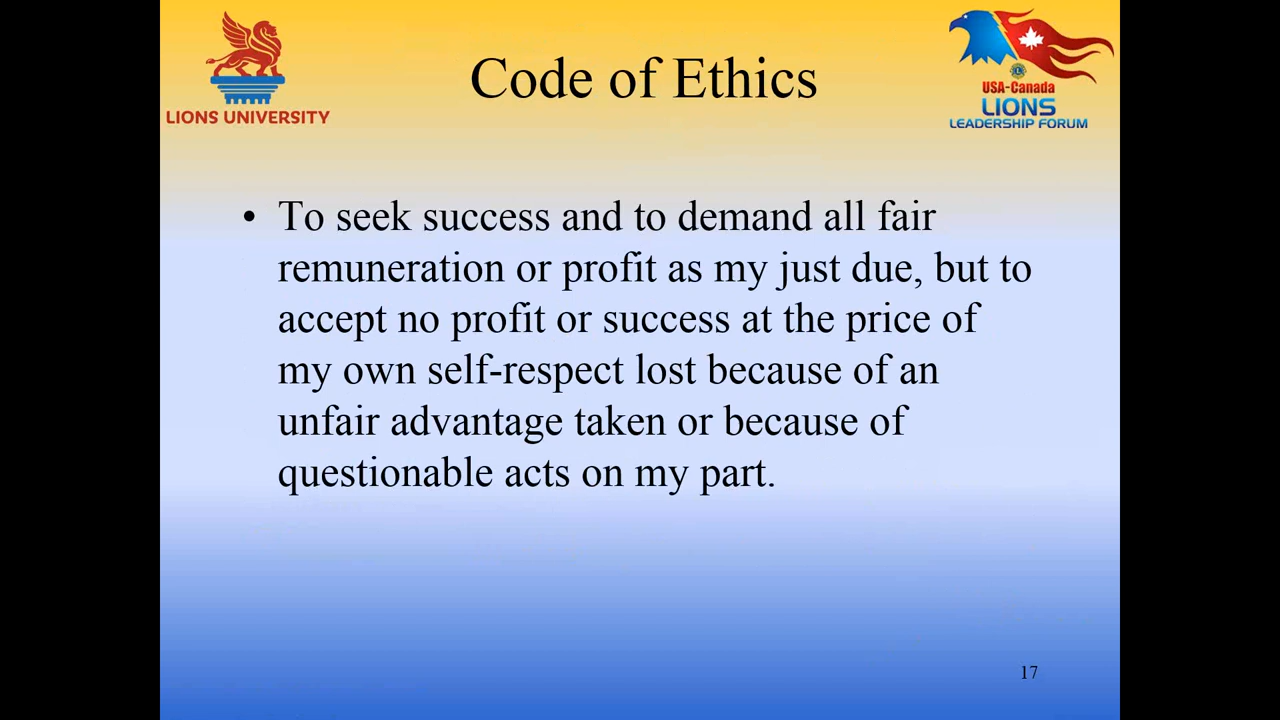 LIONS UNIVERSITY
Code of Ethics
USA-Canada
LIONS
LEADERSHIP FORUM
• To seek success and to demand all fair
remuneration or profit as my just due, but to
accept no profit or success at the price of
my own self-respect lost because of an
unfair advantage taken or because of
questionable acts on my part.
17